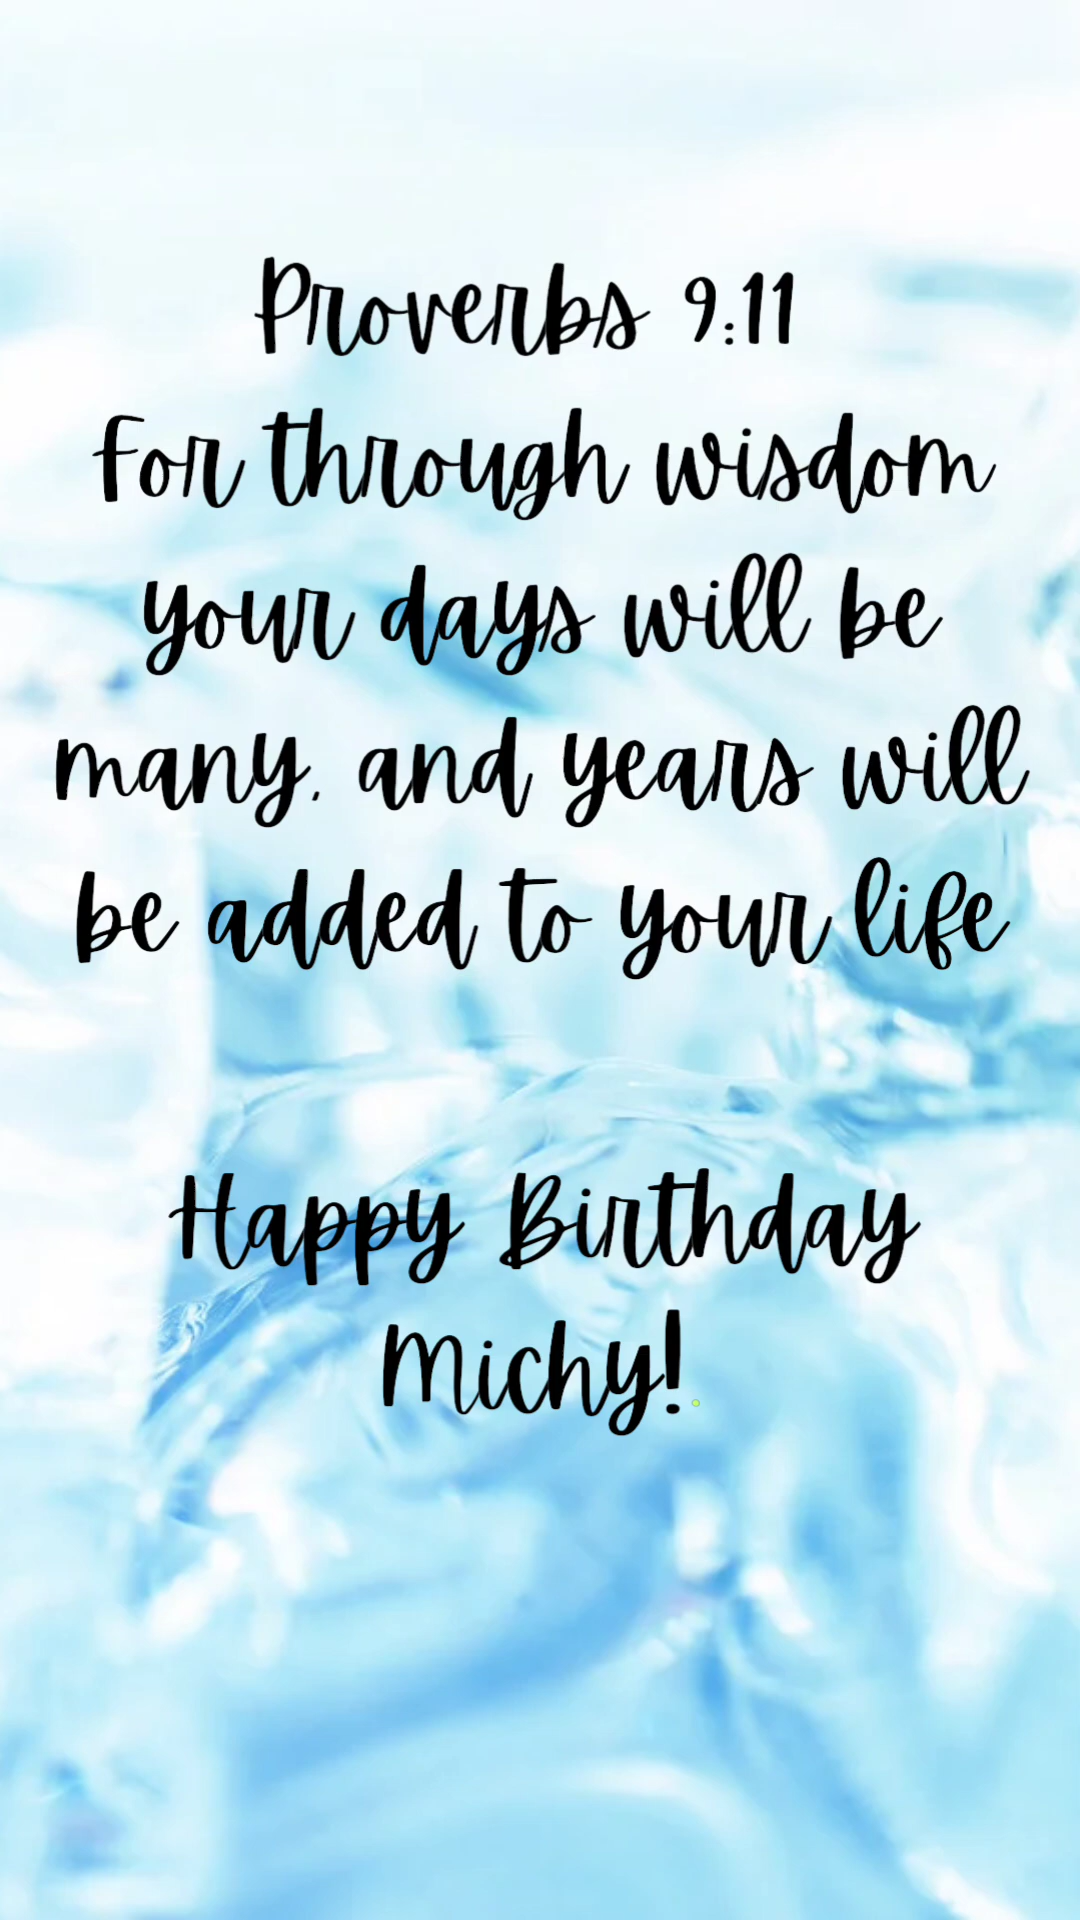 Proverbs 9:11
For through wisdom
your days will be
many, and years will
be added to your life
Happy Birthday
Michy!